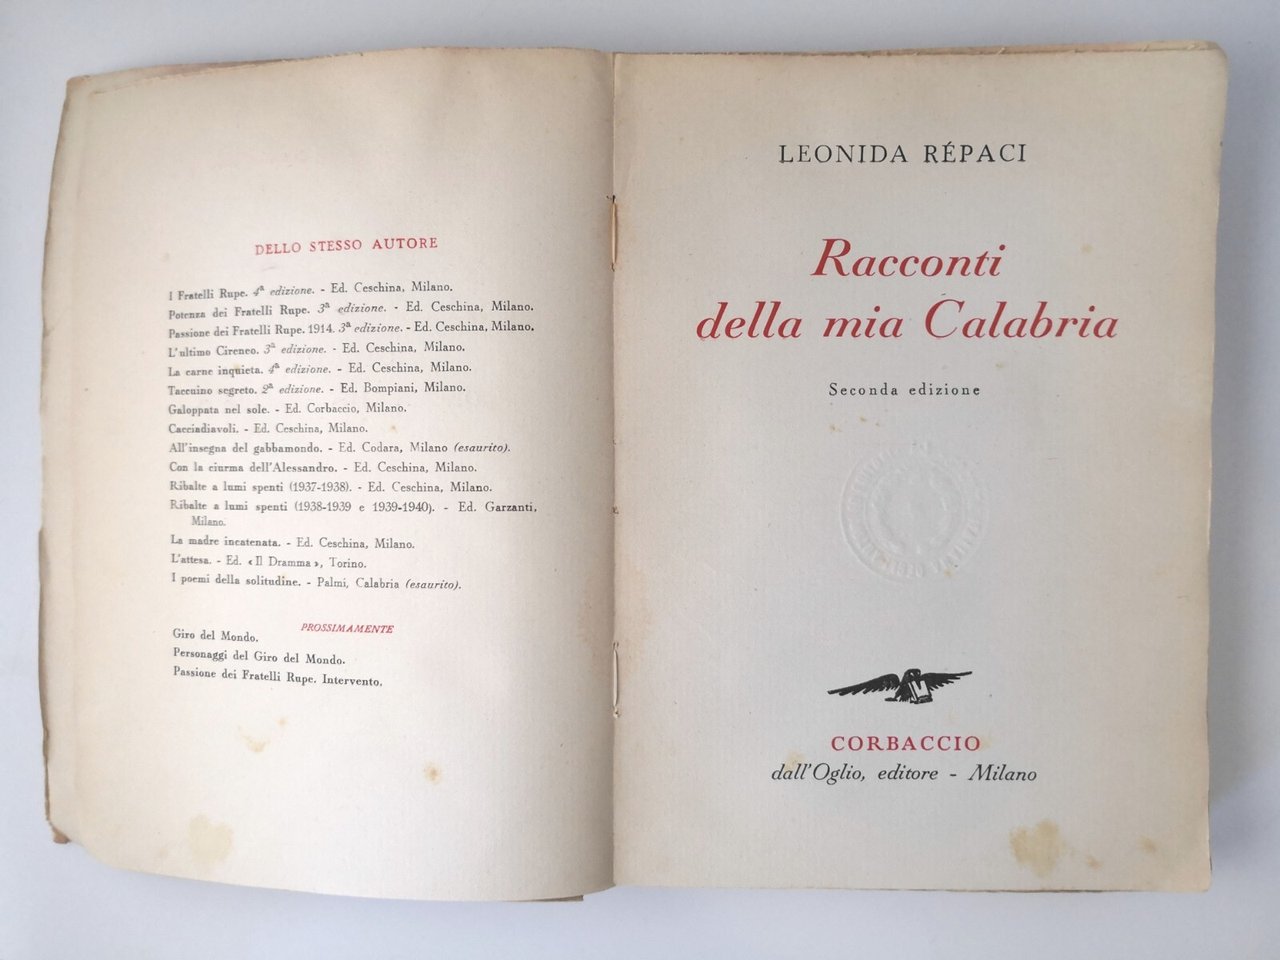 DELLO STESSO AUTORE
I Fratelli Rupe. 4ª edizione. - Ed. Ceschina, Milano.
Potenza dei Fratelli Rupe. 3ª edizione. - Ed. Ceschina, Milano.
Passione dei Fratelli Rupe. 1914. 3ª edizione. - Ed. Ceschina, Milano.
L'ultimo Cireneo. 3ª edizione. - Ed. Ceschina, Milano.
La carne inquieta. 4ª edizione. - Ed. Ceschina, Milano.
Taccuino segreto. 2ª edizione. - Ed. Bompiani, Milano.
Galoppata nel sole. - Ed. Corbaccio, Milano.
Cacciadiavoli. - Ed. Ceschina, Milano.
All'insegna del gabbamondo. - Ed. Codara, Milano (esaurito).
Con la ciurma dell'Alessandro. - Ed. Ceschina, Milano.
Ribalte a lumi spenti (1937-1938). - Ed. Ceschina, Milano.
Ribalte a lumi spenti (1938-1939 e 1939-1940). - Ed. Garzanti,
Milano.
La madre incatenata. - Ed. Ceschina, Milano.
L'attesa. - Ed. « Il Dramma », Torino.
I poemi della solitudine. - Palmi, Calabria (esaurito).
PROSSIMAMENTE
Giro del Mondo.
Personaggi del Giro del Mondo.
Passione dei Fratelli Rupe. Intervento.
LEONIDA RÉPACI
Racconti
della mia Calabria
Seconda edizione
CORBACCIO
dall'Oglio, editore - Milano